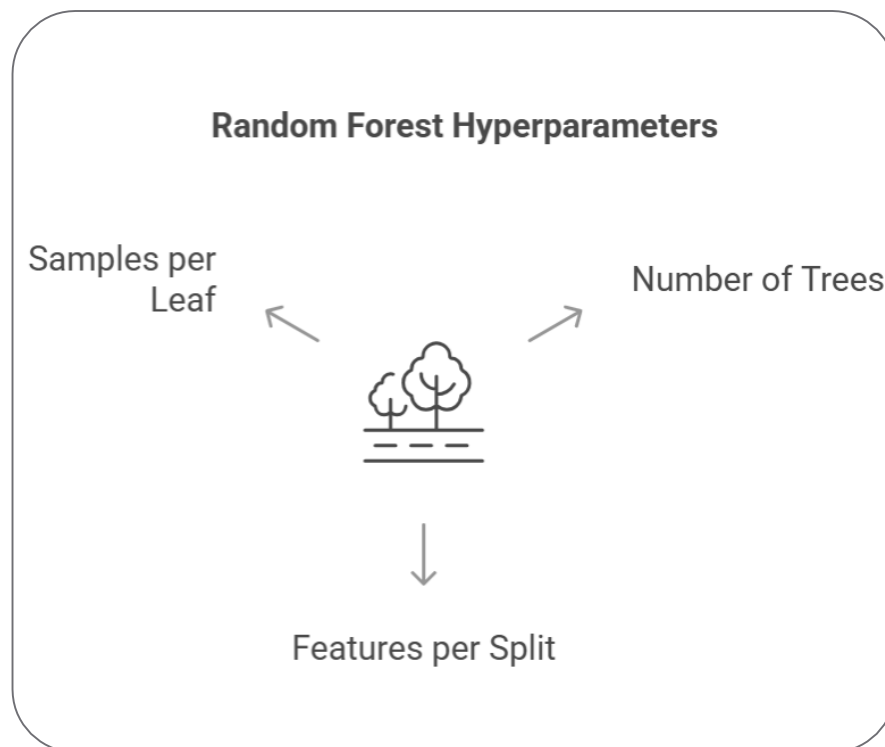 Random Forest Hyperparameters
Samples per
Leaf
Number of Trees
Features per Split